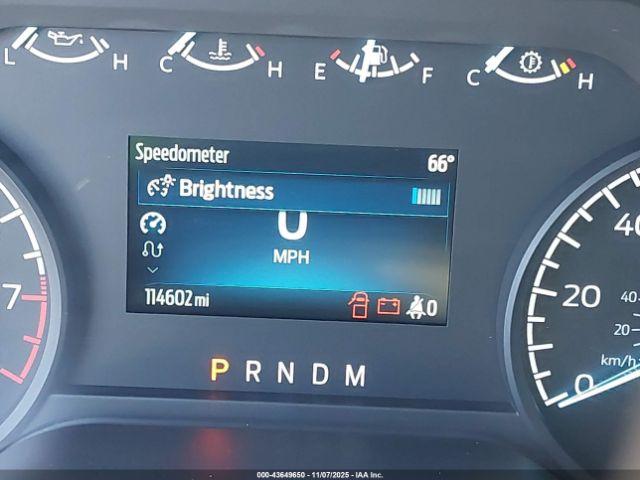 L H C H E F C H
Speedometer 66°
Brightness
0
MPH
114602 mi 0
P R N D M
7
40
20
0
40
20
km/h
000-43649650 | 11/07/2025 | IAA Inc.